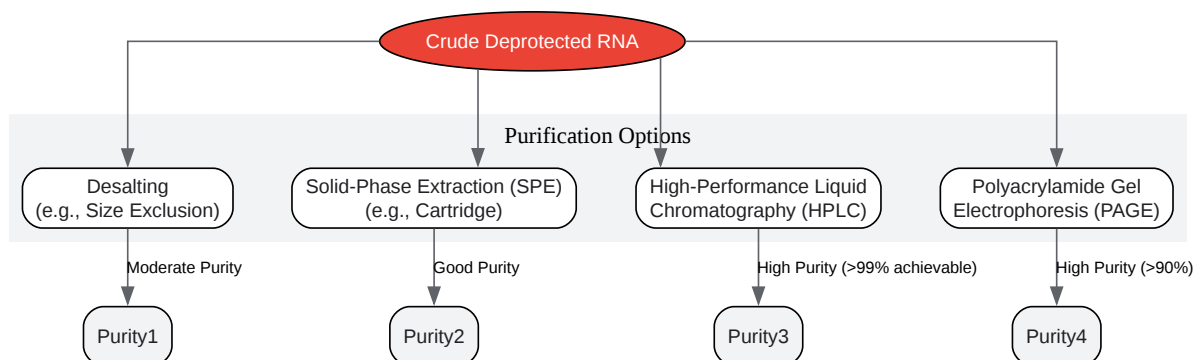 Crude Deprotected RNA
Purification Options
Desalting
(e.g., Size Exclusion)
Solid-Phase Extraction (SPE)
(e.g., Cartridge)
High-Performance Liquid
Chromatography (HPLC)
Polyacrylamide Gel
Electrophoresis (PAGE)
Moderate Purity
Good Purity
High Purity (>99% achievable)
High Purity (>90%)
Purity1
Purity2
Purity3
Purity4